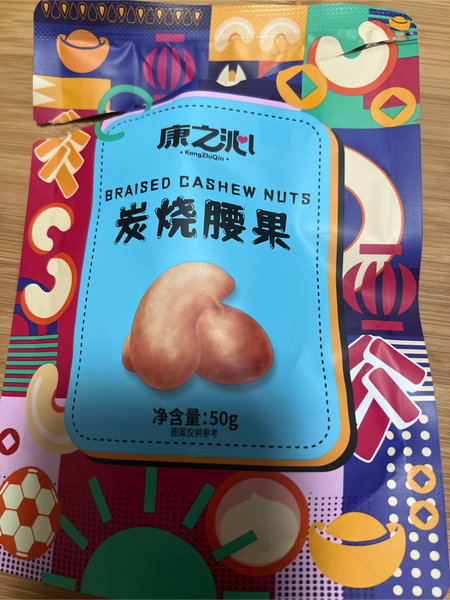 康之沁
• KangZhiQin •
BRAISED CASHEW NUTS
炭烧腰果
净含量:50g
图案仅供参考